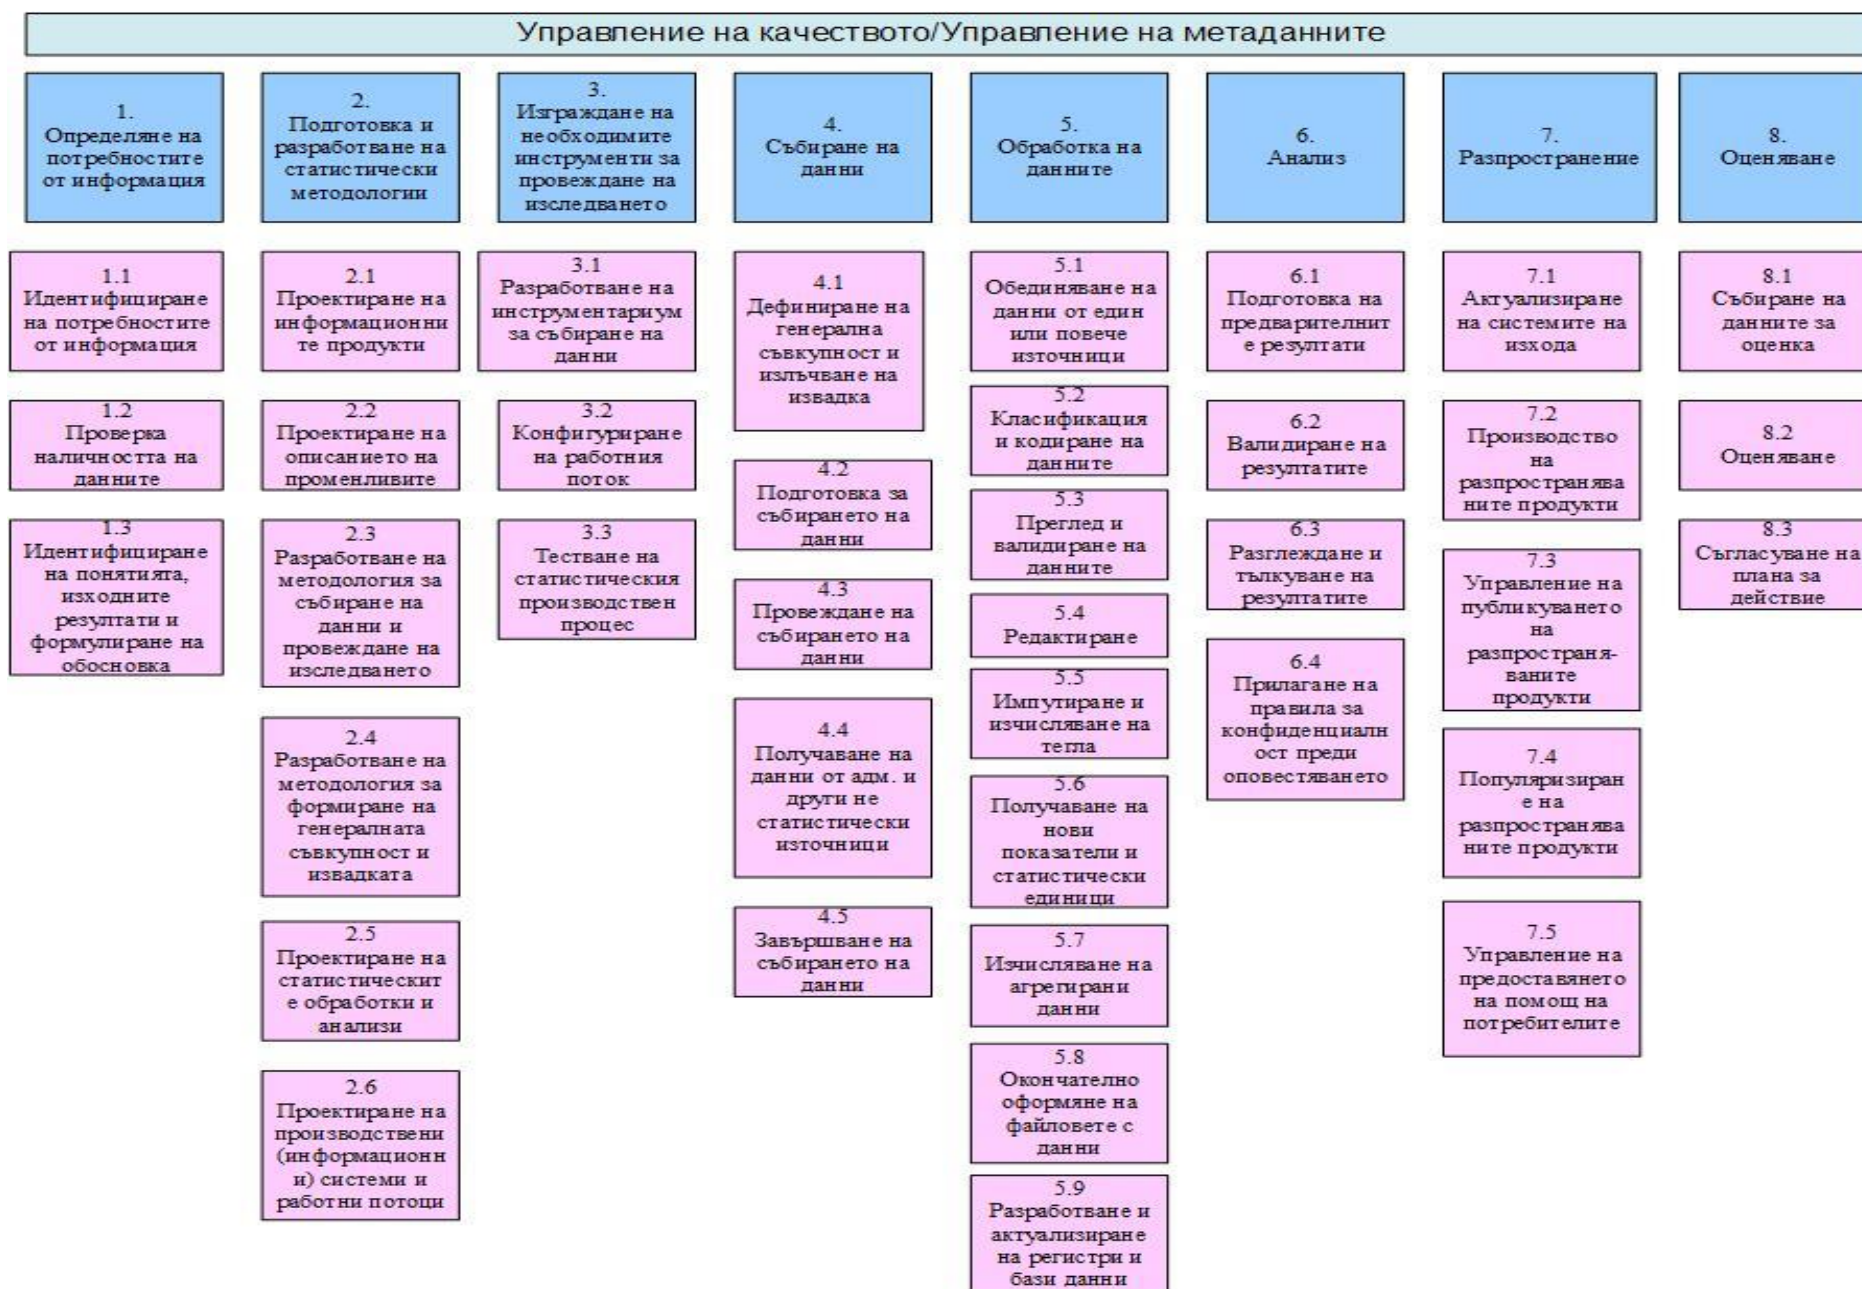 Управление на качеството/Управление на метаданните
1.
Определяне на
потребностите
от информация
2.
Подготовка и
разработване на
статистически
методологии
3.
Изграждане на
необходимите
инструменти за
провеждане на
изследването
4.
Събиране на
данни
5.
Обработка на
данните
6.
Анализ
7.
Разпространение
8.
Оценяване
1.1
Идентифициране
на потребностите
от информация
1.2
Проверка
наличността на
данните
1.3
Идентифициране
на понятията,
изходните
резултати и
формулиране на
обосновка
2.1
Проектиране на
информационни
те продукти
2.2
Проектиране на
описанието на
променливите
2.3
Разработване на
методология за
събиране на
данни и
провеждане на
изследването
2.4
Разработване на
методология за
формиране на
генералната
съвкупност и
извадката
2.5
Проектиране на
статистическит
е обработки и
анализи
2.6
Проектиране на
производствени
(информационн
и) системи и
работни потоци
3.1
Разработване на
инструментариум
за събиране на
данни
3.2
Конфигуриране
на работния
поток
3.3
Тестване на
статистическия
производствен
процес
4.1
Дефиниране на
генерална
съвкупност и
излъчване на
извадка
4.2
Подготовка за
събирането на
данни
4.3
Провеждане на
събирането на
данни
4.4
Получаване на
данни от адм. и
други не
статистически
източници
4.5
Завършване на
събирането на
данни
5.1
Обединяване на
данни от един
или повече
източници
5.2
Класификация
и кодиране на
данните
5.3
Преглед и
валидиране на
данните
5.4
Редактиране
5.5
Импутиране и
изчисляване на
тегла
5.6
Получаване на
нови
показатели и
статистически
единици
5.7
Изчисляване на
агрегирани
данни
5.8
Окончателно
оформяне на
файловете с
данни
5.9
Разработване и
актуализиране
на регистри и
бази данни
6.1
Подготовка на
предварителнит
е резултати
6.2
Валидиране на
резултатите
6.3
Разглеждане и
тълкуване на
резултатите
6.4
Прилагане на
правила за
конфиденциалн
ост преди
оповестяването
7.1
Актуализиране
на системите на
изхода
7.2
Производство
на
разпространява
ните продукти
7.3
Управление на
публикуването
на
разпространя-
ваните
продукти
7.4
Популяризиран
е на
разпространява
ните продукти
7.5
Управление на
предоставянето
на помощ на
потребителите
8.1
Събиране на
данните за
оценка
8.2
Оценяване
8.3
Съгласуване на
плана за
действие